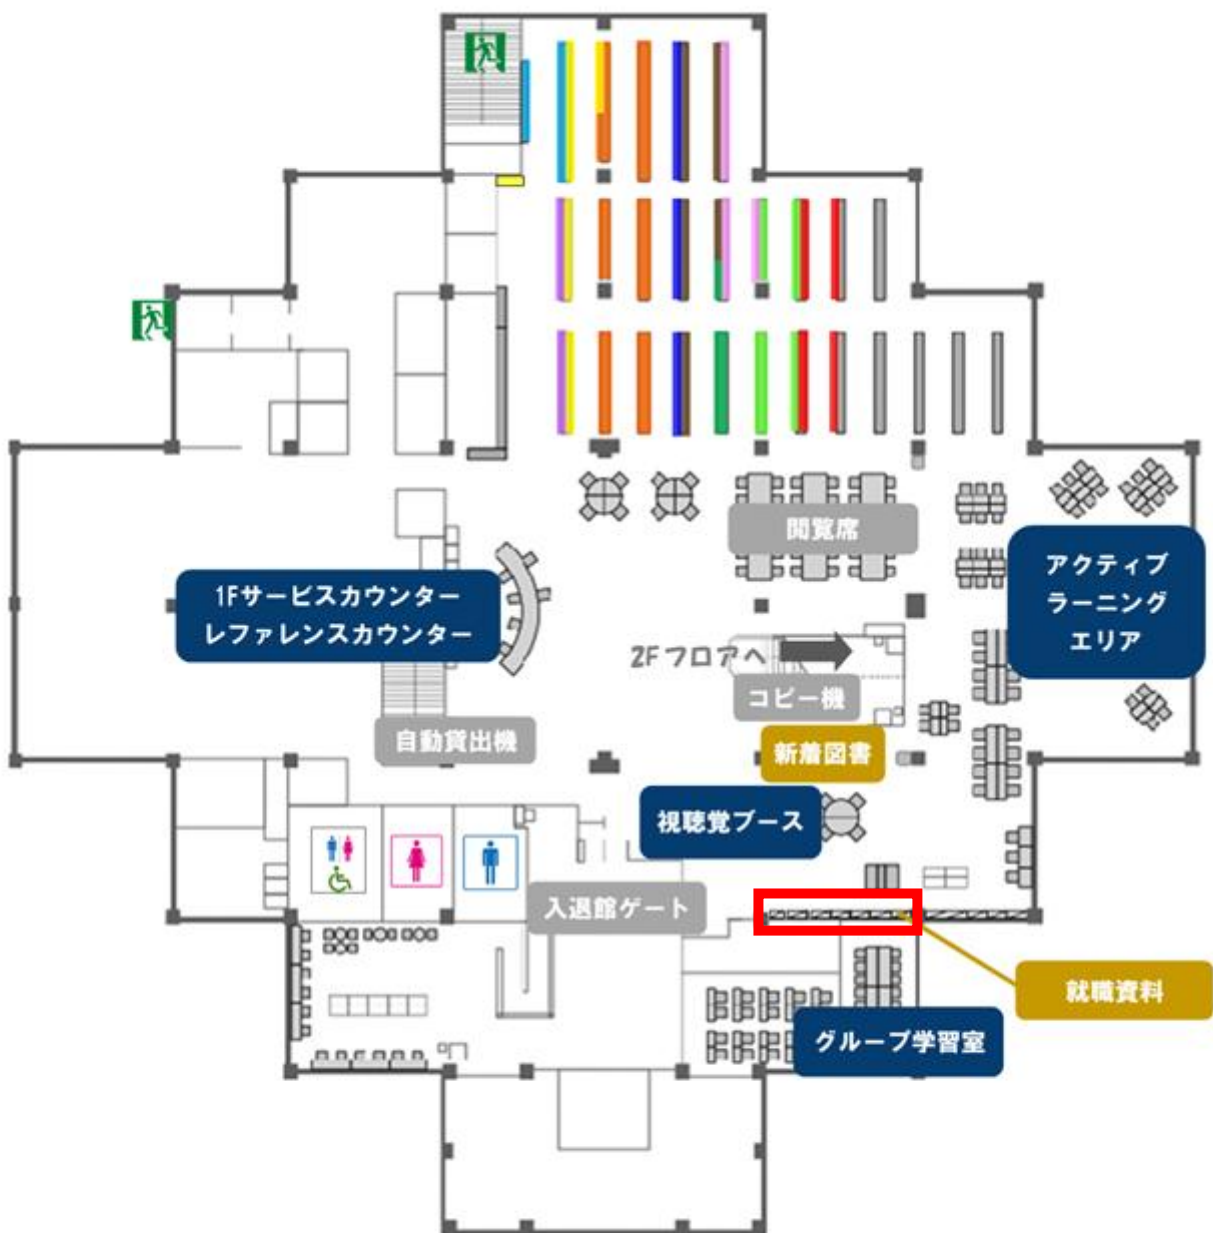 閲覧席
アクティブ
ラーニング
エリア
1Fサービスカウンター
レファレンスカウンター
2Fフロアへ
コピー機
自動貸出機
新着図書
視聴覚ブース
入退館ゲート
就職資料
グループ学習室